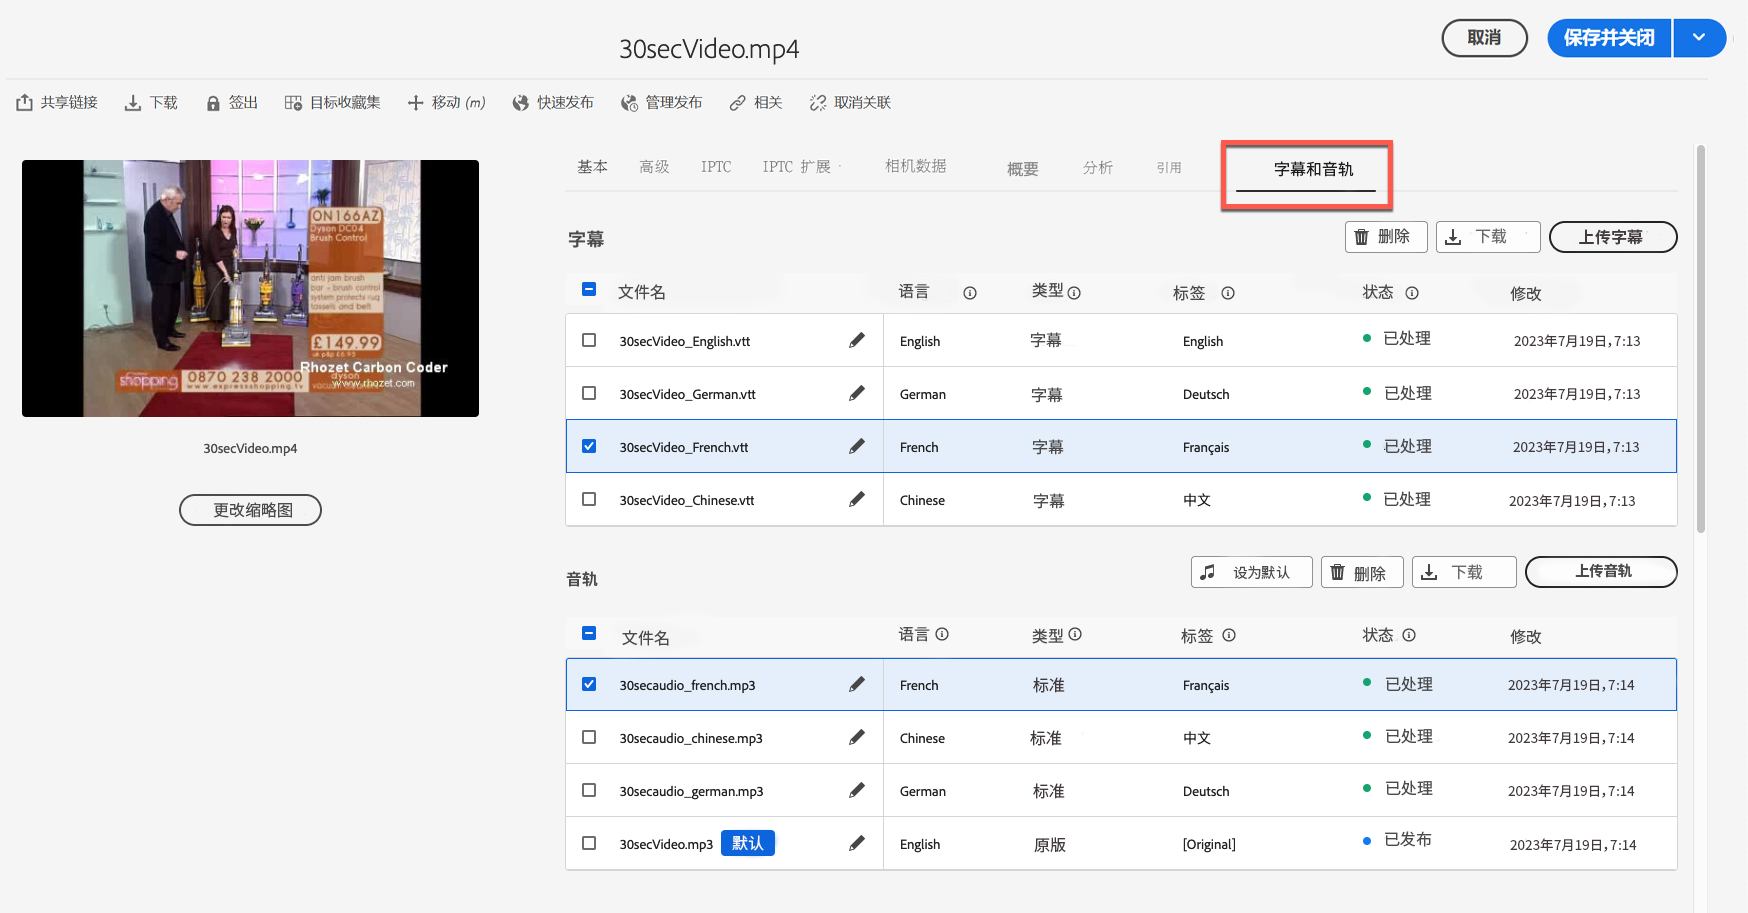 30secVideo.mp4
取消
保存并关闭
共享链接
下载
签出
目标收藏集
移动 (m)
快速发布
管理发布
相关
取消关联
基本
高级
IPTC
IPTC 扩展
相机数据
概要
分析
引用
字幕和音轨
ON166AZ
Dyson DC04
Brush Control
anti jam brush
bar - brush control
system protects rug
tassels and belt
£149.99
uk p&p £6.95
Rhozet Carbon Coder
shopping
0870 238 2000
dyson
www.rhozet.com
www.expressshopping.tv
30secVideo.mp4
更改缩略图
字幕
删除
下载
上传字幕
文件名 语言 类型 标签 状态 修改
30secVideo_English.vtt English 字幕 English 已处理 2023年7月19日,7:13
30secVideo_German.vtt German 字幕 Deutsch 已处理 2023年7月19日,7:13
30secVideo_French.vtt French 字幕 Français 已处理 2023年7月19日,7:13
30secVideo_Chinese.vtt Chinese 字幕 中文 已处理 2023年7月19日,7:13
音轨
设为默认
删除
下载
上传音轨
文件名 语言 类型 标签 状态 修改
30secaudio_french.mp3 French 标准 Français 已处理 2023年7月19日,7:14
30secaudio_chinese.mp3 Chinese 标准 中文 已处理 2023年7月19日,7:14
30secaudio_german.mp3 German 标准 Deutsch 已处理 2023年7月19日,7:14
30secVideo.mp3 默认 English 原版 [Original] 已发布 2023年7月19日,7:14